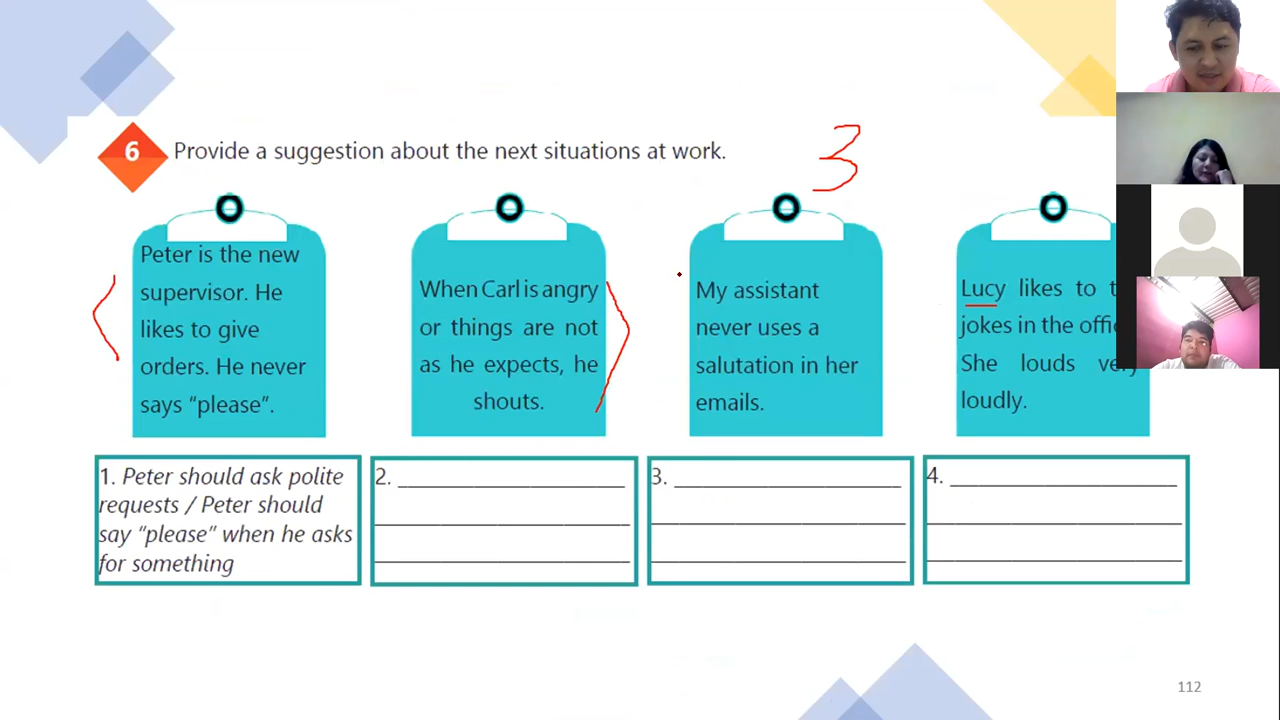 6 Provide a suggestion about the next situations at work.
3
Peter is the new
supervisor. He
likes to give
orders. He never
says “please”.
When Carl is angry
or things are not
as he expects, he
shouts.
My assistant
never uses a
salutation in her
emails.
Lucy likes to
jokes in the
She louds
loudly.
1. Peter should ask polite
requests / Peter should
say “please” when he asks
for something
2.
3.
4.
112